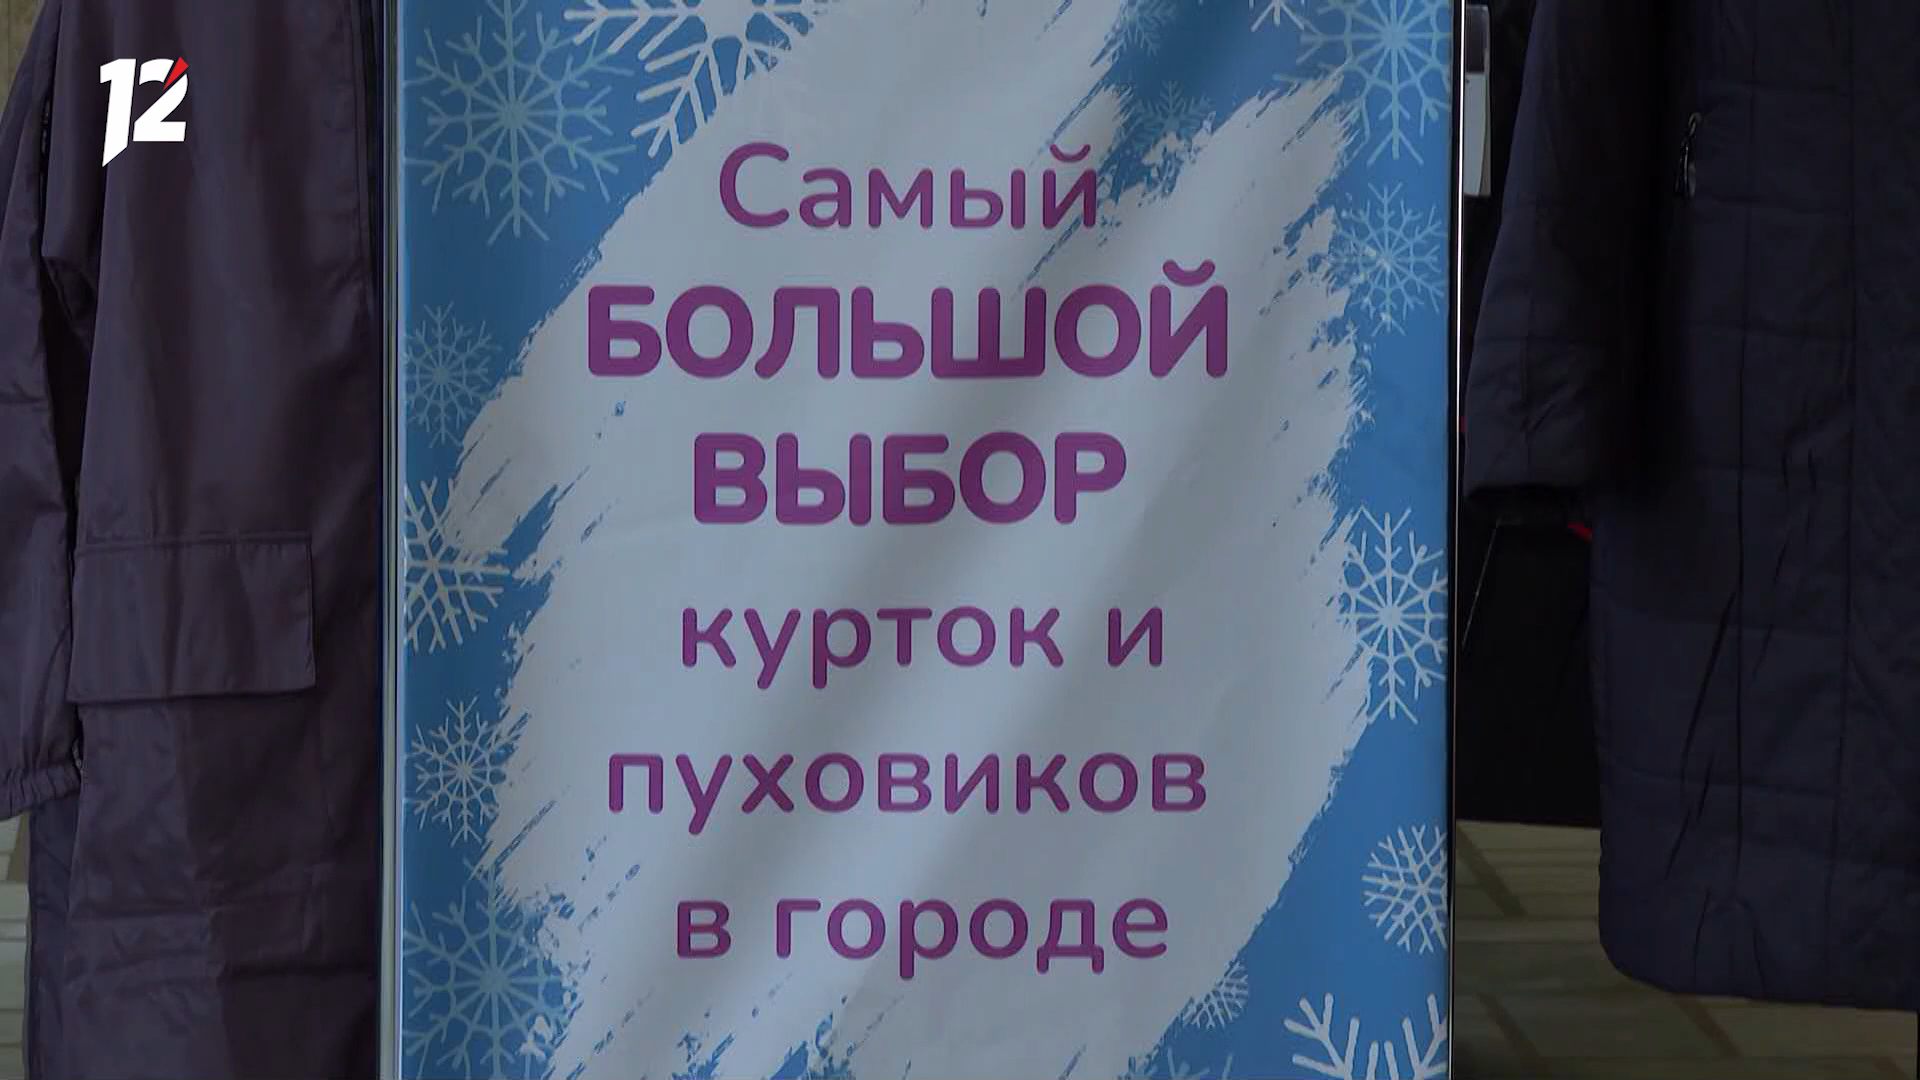 12
Самый
БОЛЬШОЙ
ВЫБОР
курток и
пуховиков
в городе